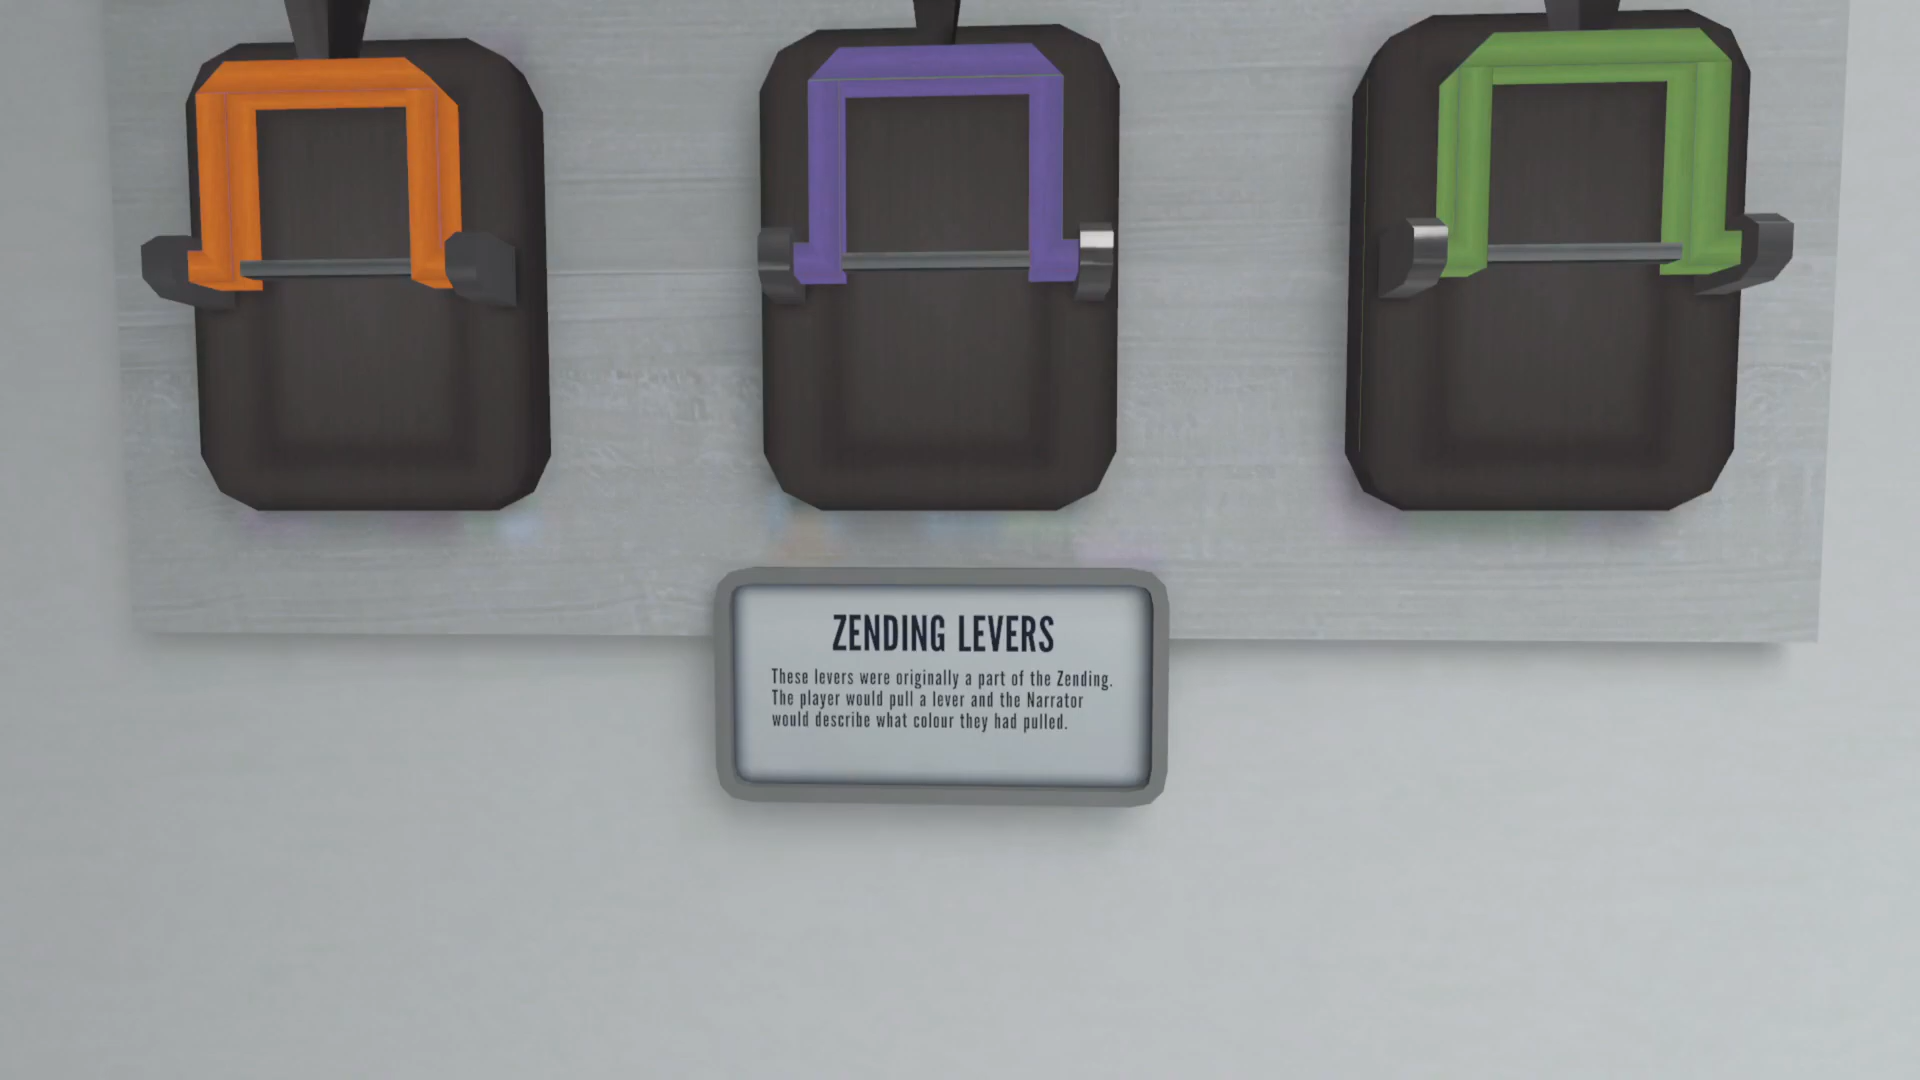 ZENDING LEVERS
These levers were originally a part of the Zending.
The player would pull a lever and the Narrator
would describe what colour they had pulled.